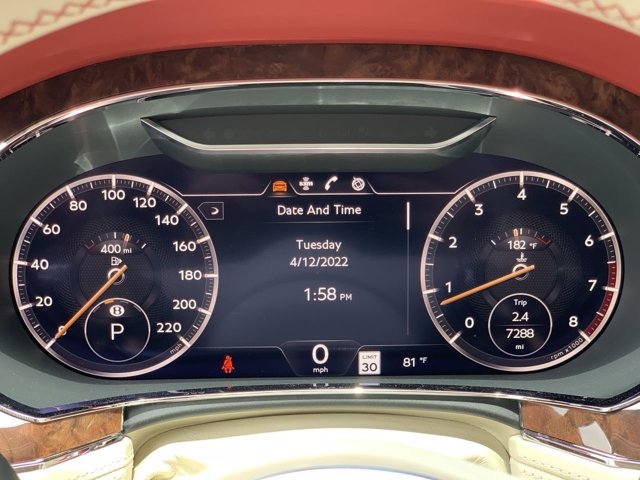 Date And Time
Tuesday
4/12/2022
1:58 PM
0
20
40
60
80
100
120
140
160
180
200
220
mph
400 mi
B
P
0
mph
LIMIT
30
81 °F
0
1
2
3
4
5
6
7
8
rpm x1000
182 °F
Trip
2.4
7288
mi